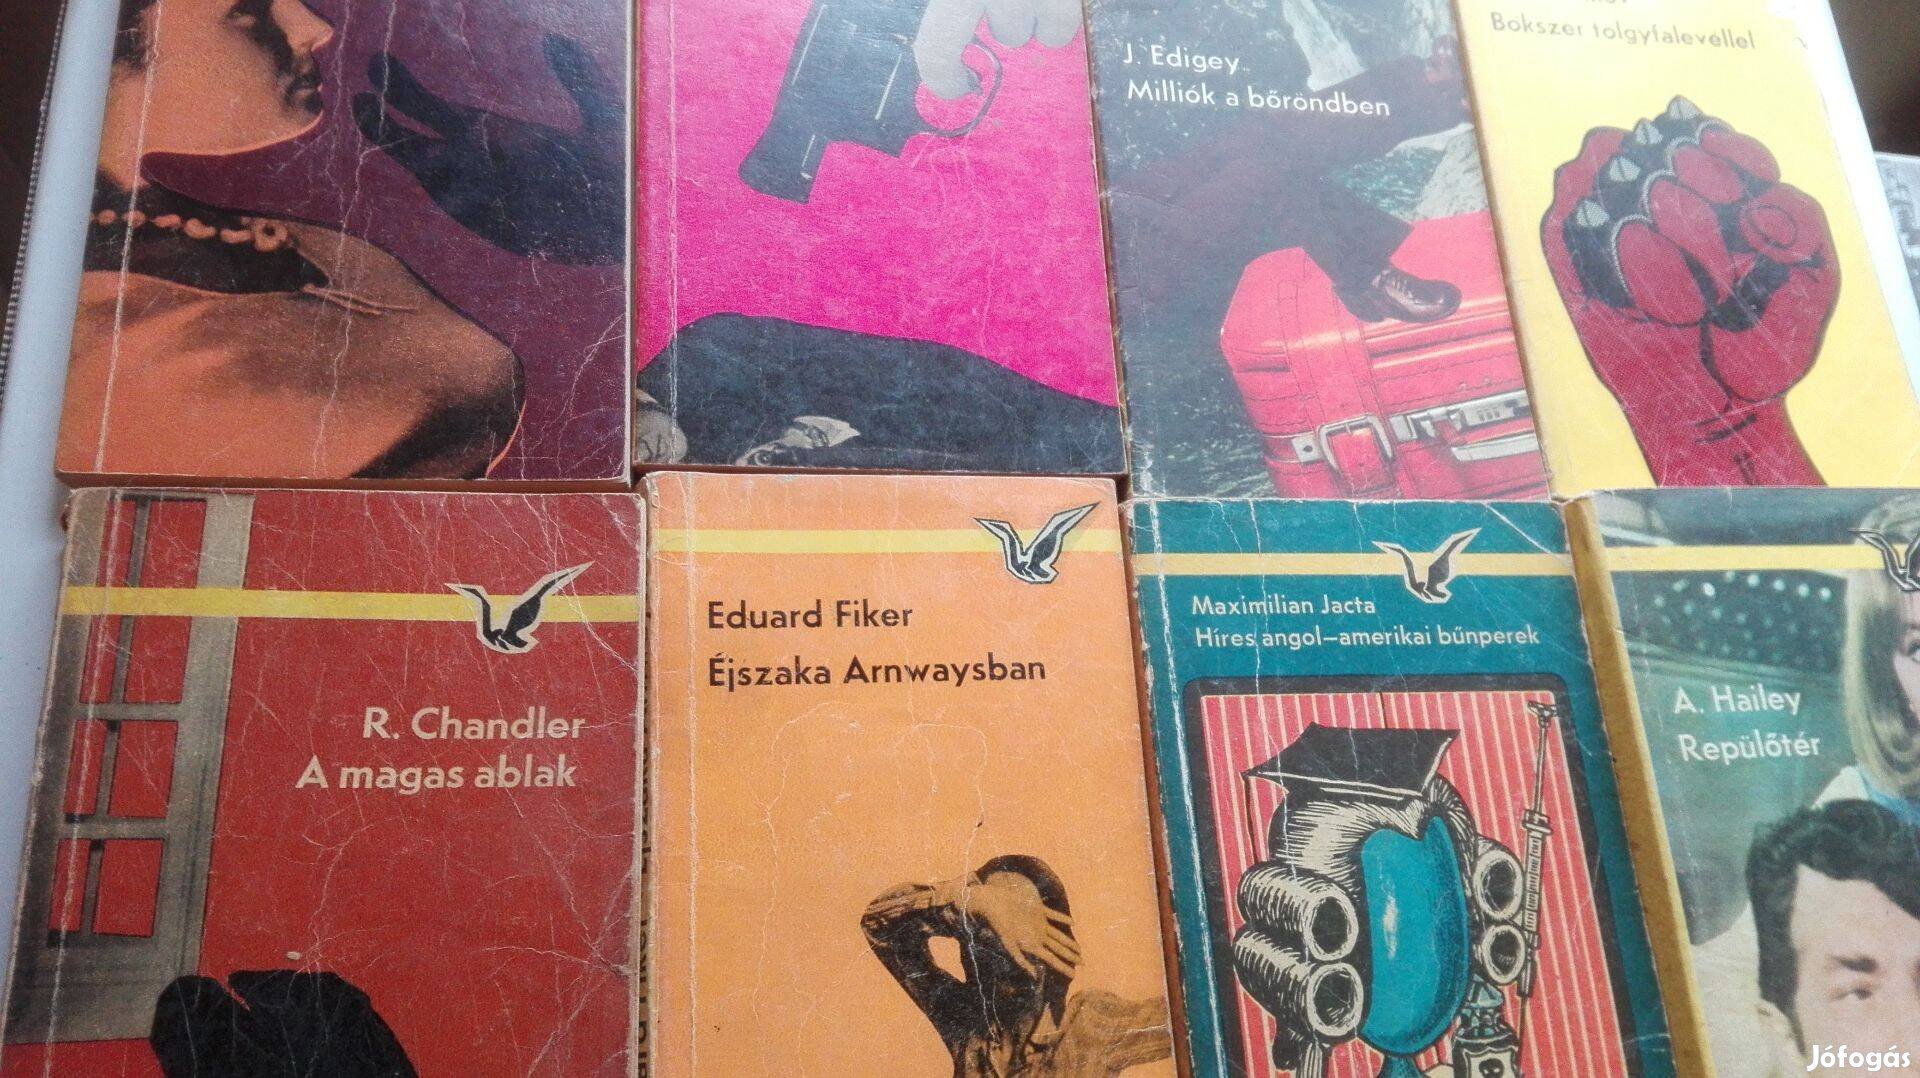 J. Edigey
Milliók a bőröndben
Bokszer tölgyfalevéllel
R. Chandler
A magas ablak
Eduard Fiker
Éjszaka Arnwaysban
Maximilian Jacta
Híres angol–amerikai bűnperek
A. Hailey
Repülőtér
Jófogás